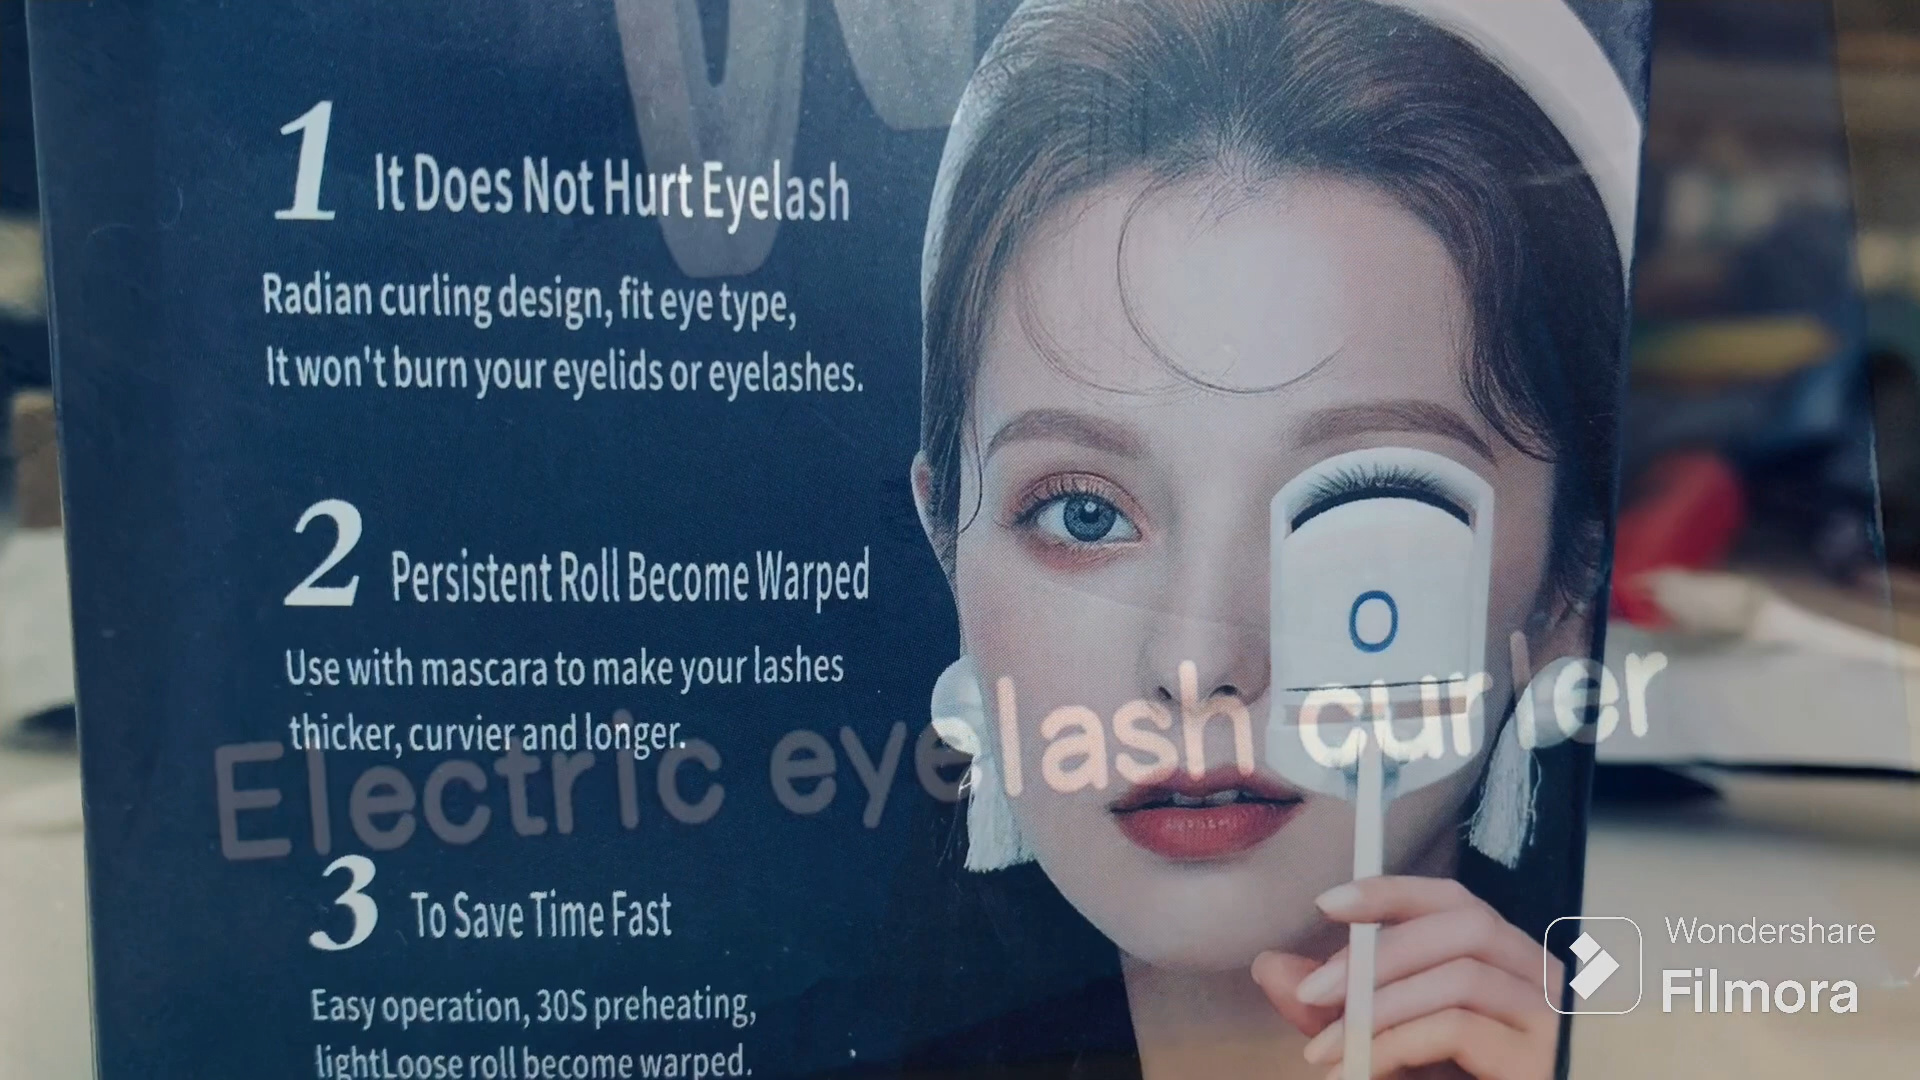 1 It Does Not Hurt Eyelash
Radian curling design, fit eye type,
It won't burn your eyelids or eyelashes.
2 Persistent Roll Become Warped
Use with mascara to make your lashes
thicker, curvier and longer.
Electric eyelash curler
3 To Save Time Fast
Easy operation, 30S preheating,
lightLoose roll become warped.
O
Wondershare
Filmora